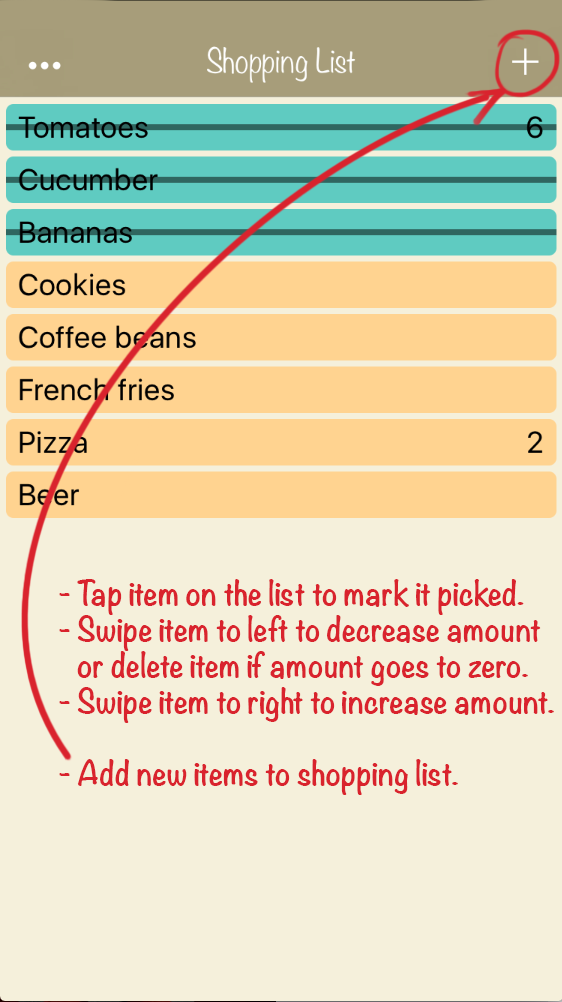 ... Shopping List +
Tomatoes 6
Cucumber
Bananas
Cookies
Coffee beans
French fries
Pizza 2
Beer
- Tap item on the list to mark it picked.
- Swipe item to left to decrease amount
or delete item if amount goes to zero.
- Swipe item to right to increase amount.
- Add new items to shopping list.